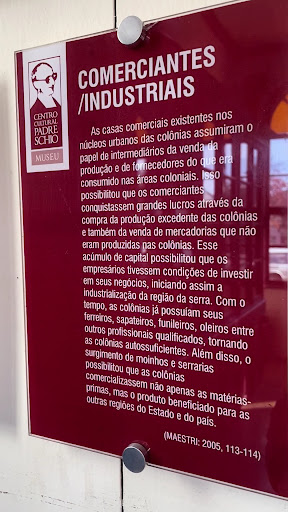 CENTRO
CULTURAL
PADRE
SCHIO
MUSEU
COMERCIANTES
/INDUSTRIAIS
As casas comerciais existentes nos
núcleos urbanos das colônias assumiram o
papel de intermediários da venda da
produção e de fornecedores do que era
consumido nas áreas coloniais. Isso
possibilitou que os comerciantes
conquistassem grandes lucros através da
compra da produção excedente das colônias
e também da venda de mercadorias que não
eram produzidas nas colônias. Esse
acúmulo de capital possibilitou que os
empresários tivessem condições de investir
em seus negócios, iniciando assim a
industrialização da região da serra. Com o
tempo, as colônias já possuíam seus
ferreiros, sapateiros, funileiros, oleiros entre
outros profissionais qualificados, tornando
as colônias autossuficientes. Além disso, o
surgimento de moinhos e serrarias
possibilitou que as colônias
comercializassem não apenas as matérias-
primas, mas o produto beneficiado para as
outras regiões do Estado e do país.
(MAESTRI: 2005, 113-114)